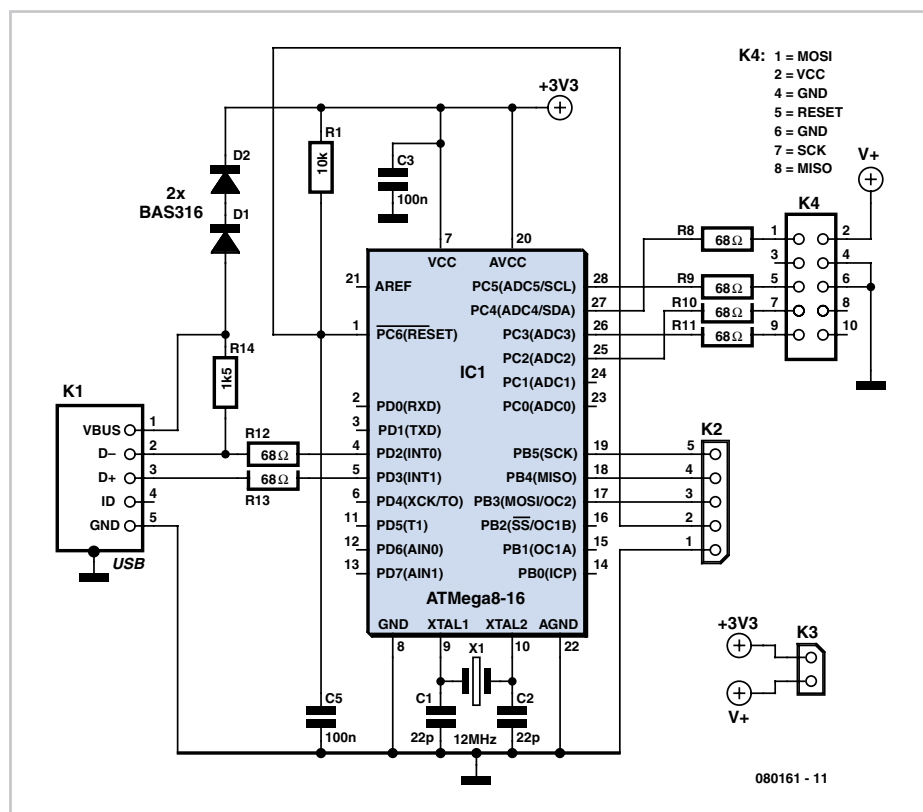 K4: 1 = MOSI
2 = VCC
4 = GND
5 = RESET
6 = GND
7 = SCK
8 = MISO
+3V3
R1
10k
D2
2x
BAS316
D1
C3
100n
V+
K4
R8
68Ω
R9
68Ω
R10
68Ω
R11
68Ω
1
2
3
4
5
6
7
8
9
10
7
20
VCC
AVCC
21
AREF
1
PC6(RESET)
PC5(ADC5/SCL)
28
PC4(ADC4/SDA)
27
PC3(ADC3)
26
PC2(ADC2)
25
IC1
PC1(ADC1)
24
PC0(ADC0)
23
2
PD0(RXD)
3
PD1(TXD)
4
PD2(INT0)
5
PD3(INT1)
6
PD4(XCK/TO)
11
PD5(T1)
12
PD6(AIN0)
13
PD7(AIN1)
PB5(SCK)
19
PB4(MISO)
18
PB3(MOSI/OC2)
17
PB2(SS/OC1B)
16
PB1(OC1A)
15
PB0(ICP)
14
ATMega8-16
GND
XTAL1
XTAL2
AGND
8
9
10
22
R14
1k5
K1
VBUS
1
D–
2
D+
3
ID
4
GND
5
USB
R12
68Ω
68Ω
R13
K2
5
4
3
2
1
X1
C5
100n
C1
22p
12MHz
C2
22p
+3V3
K3
V+
080161 - 11